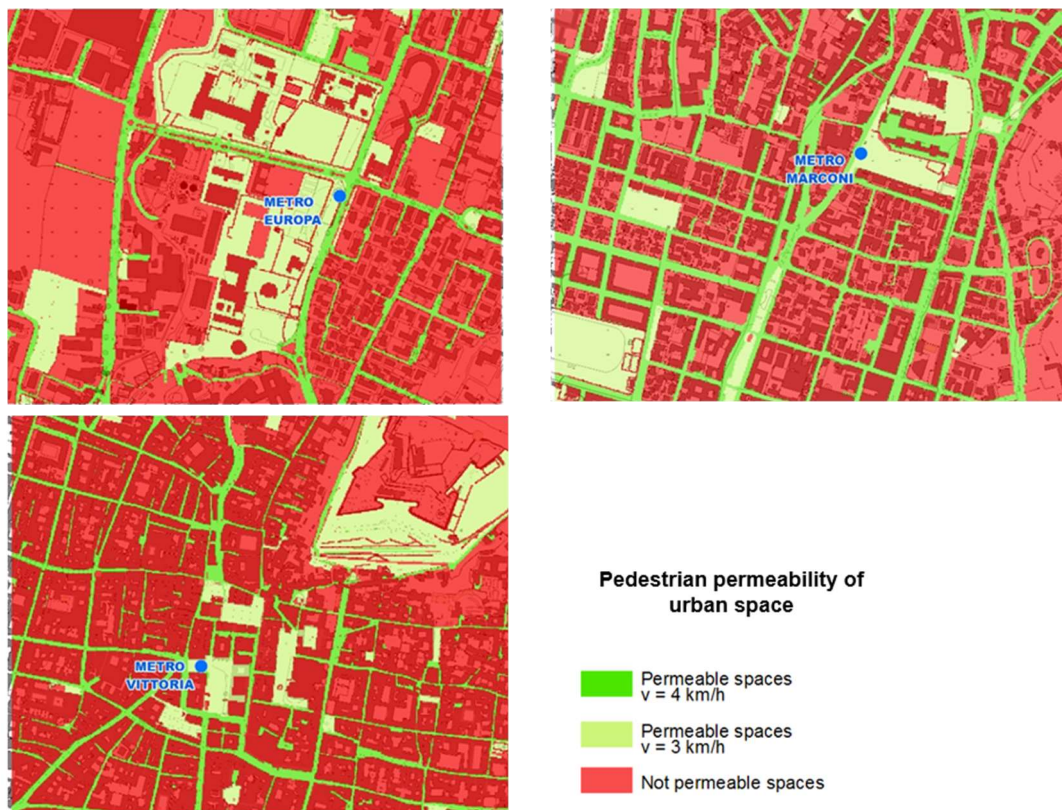 METRO
EUROPA
METRO
MARCONI
METRO
VITTORIA
Pedestrian permeability of
urban space
Permeable spaces
v = 4 km/h
Permeable spaces
v = 3 km/h
Not permeable spaces